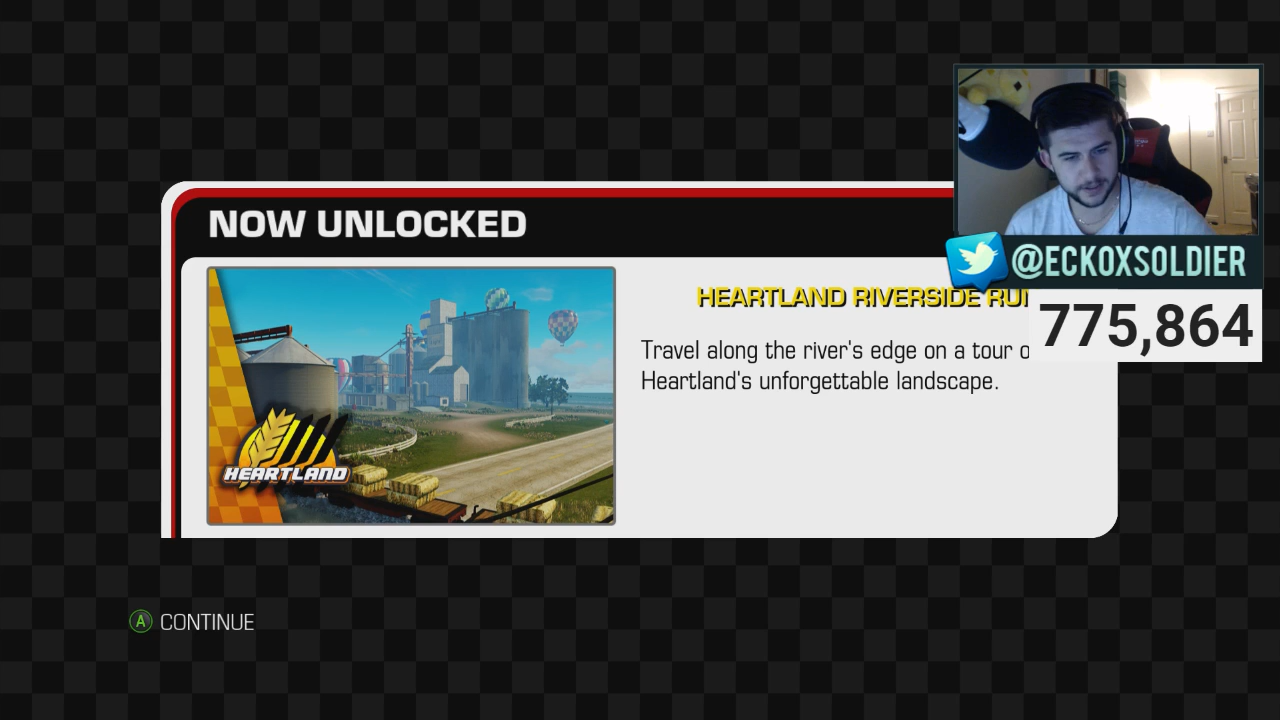 NOW UNLOCKED
@ECKOXSOLDIER
HEARTLAND RIVERSIDE
775,864
Travel along the river's edge on a tour
Heartland's unforgettable landscape.
HEARTLAND
A CONTINUE